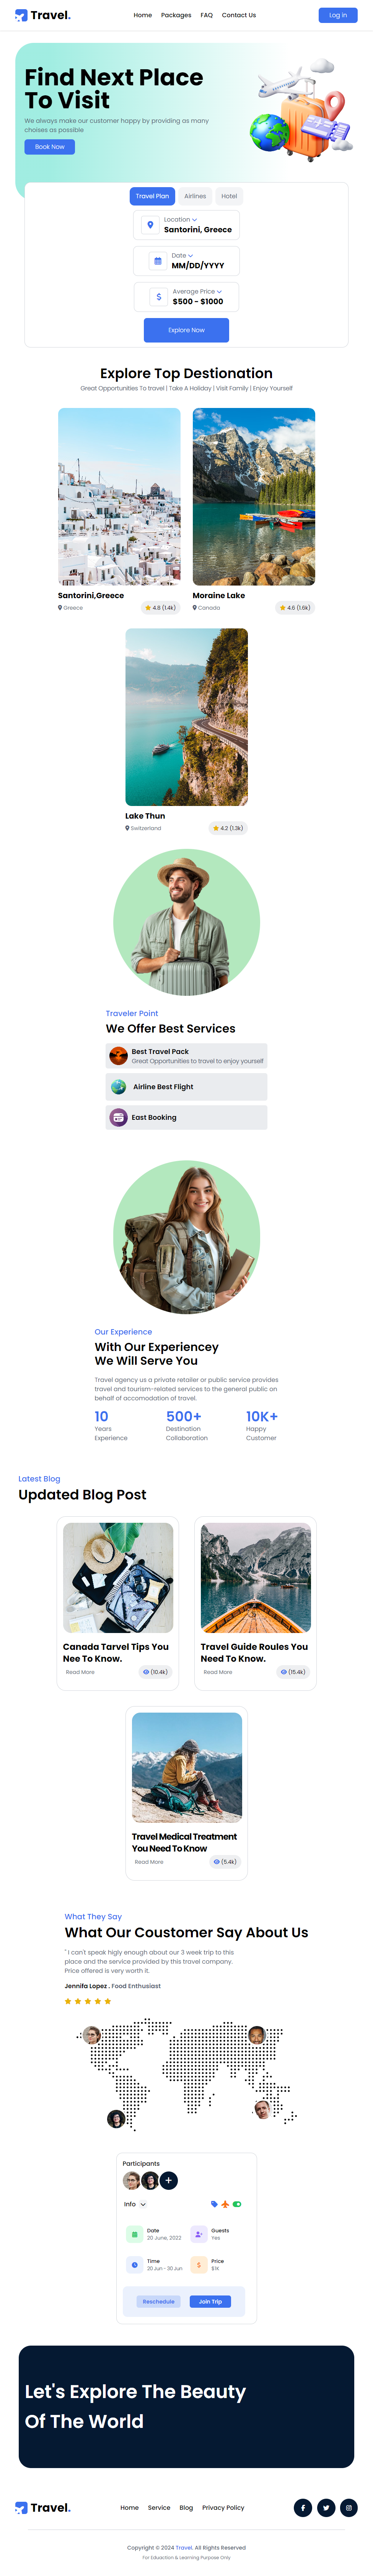 Travel.
Home Packages FAQ Contact Us
Log In
Find Next Place
To Visit
We always make our customer happy by providing as many
choises as possible
Book Now
Travel Plan Airlines Hotel
Location
Santorini, Greece
Date
MM/DD/YYYY
Average Price
$500 - $1000
Explore Now
Explore Top Destionation
Great Opportunities To travel | Take A Holiday | Visit Family | Enjoy Yourself
Santorini,Greece
Greece
4.8 (1.4k)
Moraine Lake
Canada
4.6 (1.6k)
Lake Thun
Switzerland
4.2 (1.3k)
Traveler Point
We Offer Best Services
Best Travel Pack
Great Opportunities to travel to enjoy yourself
Airline Best Flight
East Booking
Our Experience
With Our Experiencey
We Will Serve You
Travel agency us a private retailer or public service provides
travel and tourism-related services to the general public on
behalf of accomodation of travel.
10
Years
Experience
500+
Destination
Collaboration
10K+
Happy
Customer
Latest Blog
Updated Blog Post
Canada Tarvel Tips You
Nee To Know.
Read More
(10.4k)
Travel Guide Roules You
Need To Know.
Read More
(15.4k)
Travel Medical Treatment
You Need To Know
Read More
(5.4k)
What They Say
What Our Coustomer Say About Us
" I can't speak higly enough about our 3 week trip to this
place and the service provided by this travel company.
Price offered is very worth it.
Jennifa Lopez . Food Enthusiast
Participants
Info
Date
20 June, 2022
Guests
Yes
Time
20 Jun - 30 Jun
Price
$1K
Reschedule Join Trip
Let's Explore The Beauty
Of The World
Travel.
Home Service Blog Privacy Policy
Copyright © 2024 Travel. All Rights Reserved
For Eduaction & Learning Purpose Only